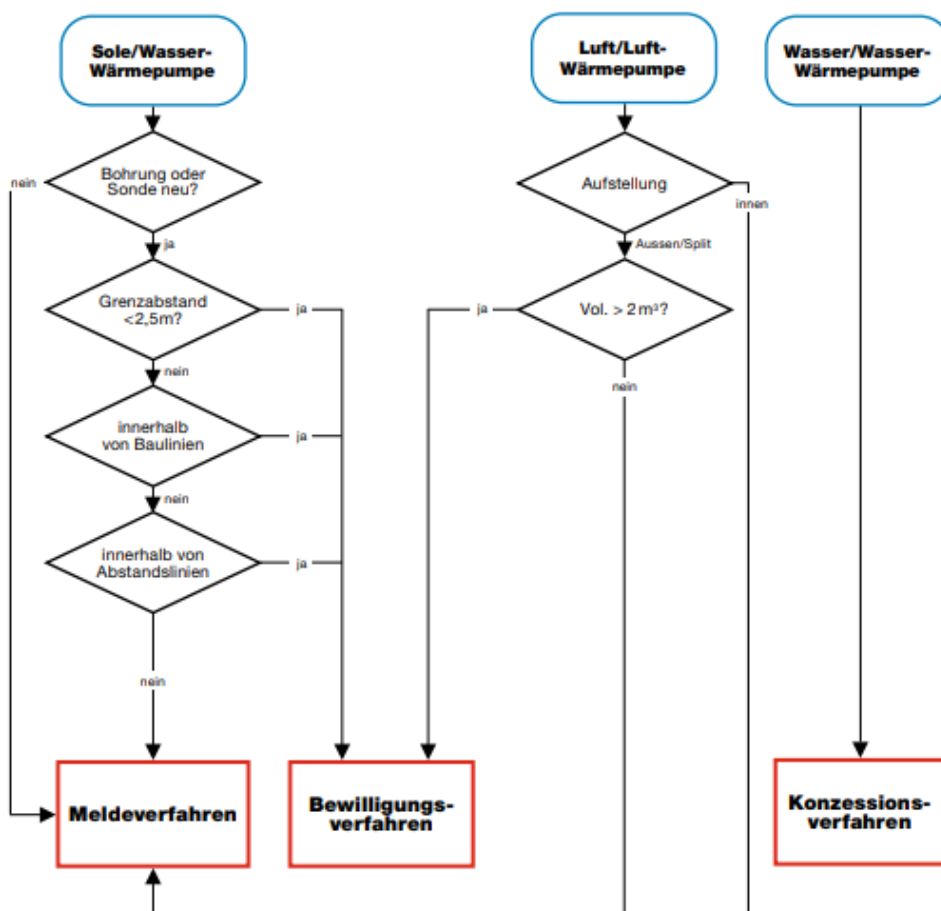 Sole/Wasser-
Wärmepumpe
Luft/Luft-
Wärmepumpe
Wasser/Wasser-
Wärmepumpe
Bohrung oder
Sonde neu?
nein
ja
Aufstellung
innen
Aussen/Split
Grenzabstand
<2,5m?
ja
nein
Vol. > 2 m³?
ja
nein
innerhalb
von Baulinien
ja
nein
innerhalb von
Abstandslinien
ja
nein
Meldeverfahren
Bewilligungs-
verfahren
Konzessions-
verfahren